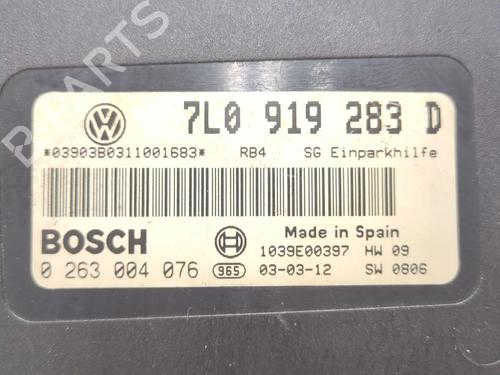 B PARTS
7L0 919 283 D
*03903B0311001683* RB4 SG Einparkhilfe
BOSCH
Made in Spain
1039E00397 HW 09
0 263 004 076 965 03-03-12 SW 0806